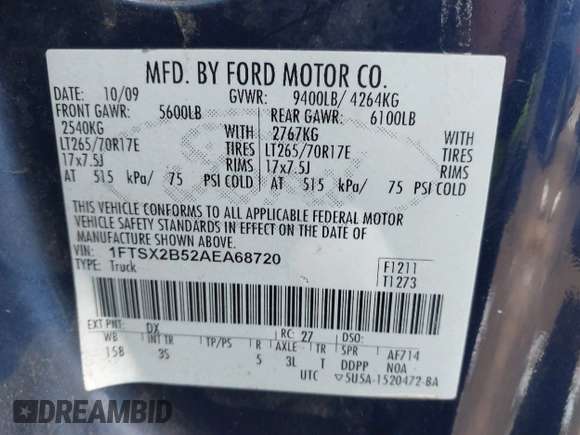 MFD. BY FORD MOTOR CO.
DATE: 10/09 GVWR: 9400LB/ 4264KG
FRONT GAWR: 5600LB REAR GAWR: 6100LB
2540KG WITH 2767KG WITH
LT265/70R17E TIRES LT265/70R17E TIRES
17x7.5J RIMS 17x7.5J RIMS
AT 515 kPa/ 75 PSI COLD AT 515 kPa/ 75 PSI COLD
THIS VEHICLE CONFORMS TO ALL APPLICABLE FEDERAL MOTOR
VEHICLE SAFETY STANDARDS IN EFFECT ON THE DATE OF
MANUFACTURE SHOWN ABOVE.
VIN: 1FTSX2B52AEA68720
TYPE: Truck
F1211
T1273
EXT PNT: DX RC: 27 DSO:
WB INT TR TP/PS R AXLE TR SPR AF714
158 3S 5 3L T DDPP N0A
UTC ▽5U5A-1520472-BA
DREAMBID